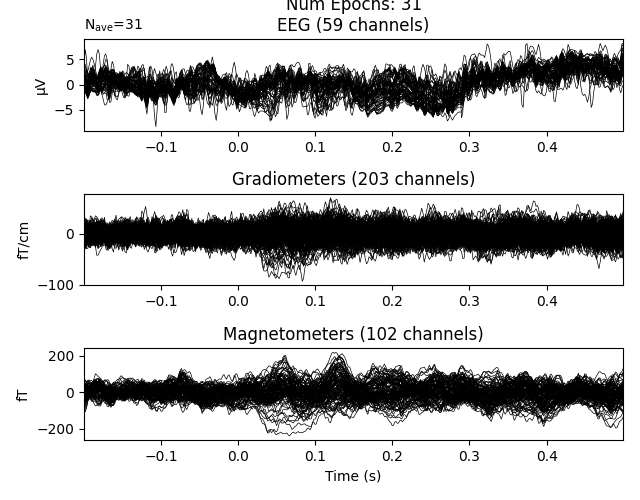 Num Epochs: 31
N_ave=31
EEG (59 channels)
µV
5
0
−5
−0.1 0.0 0.1 0.2 0.3 0.4
Gradiometers (203 channels)
fT/cm
0
−100
−0.1 0.0 0.1 0.2 0.3 0.4
Magnetometers (102 channels)
fT
200
0
−200
−0.1 0.0 0.1 0.2 0.3 0.4
Time (s)